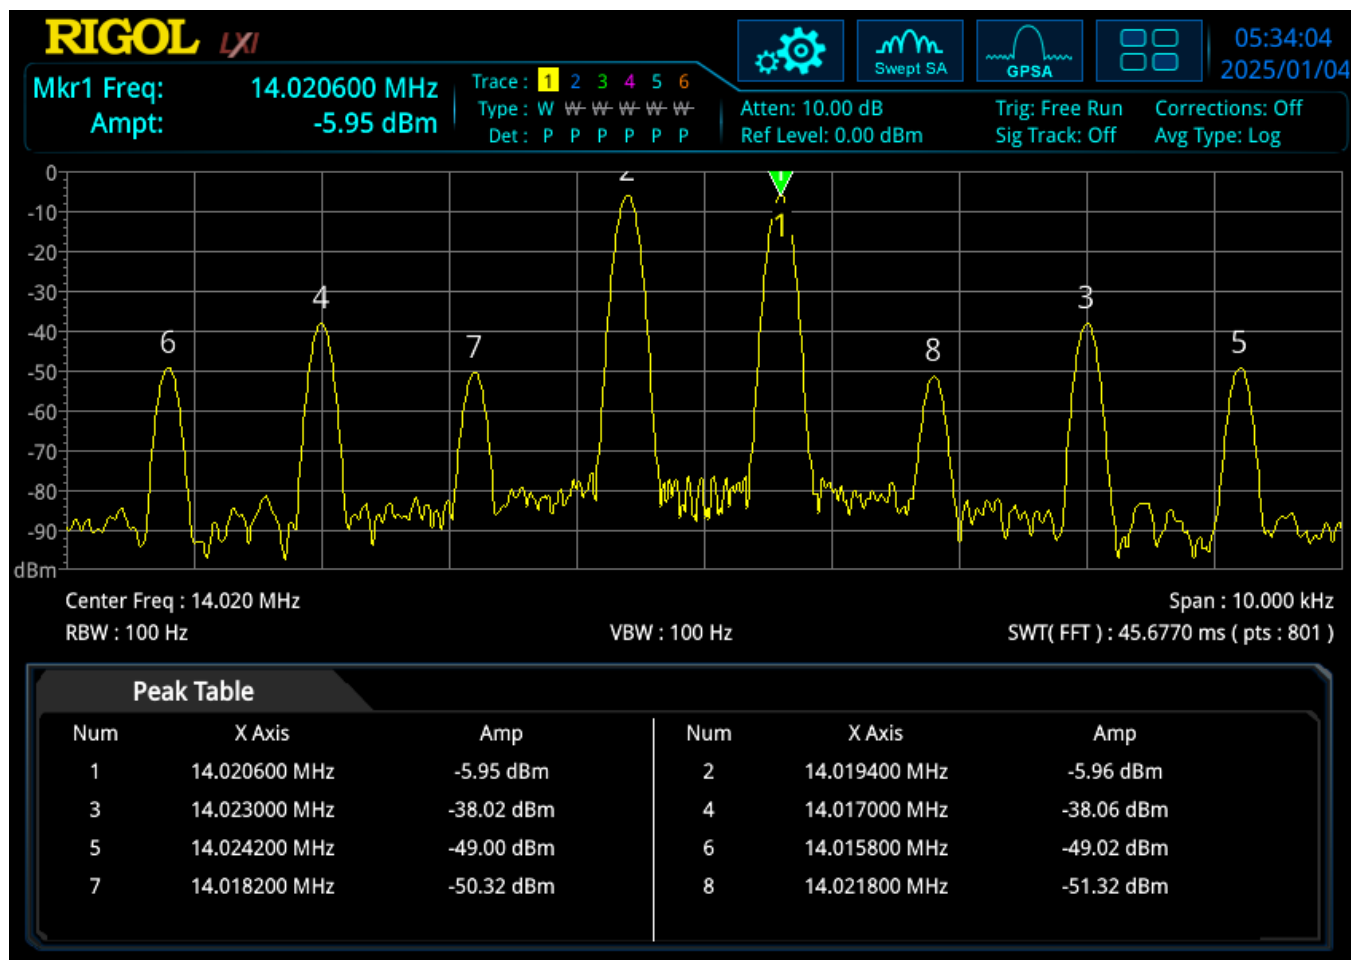 RIGOL LXI
Swept SA
GPSA
05:34:04
2025/01/04
Mkr1 Freq: 14.020600 MHz
Ampt: -5.95 dBm
Trace : 1 2 3 4 5 6
Type : W W W W W W
Det : P P P P P P
Atten: 10.00 dB
Ref Level: 0.00 dBm
Trig: Free Run
Sig Track: Off
Corrections: Off
Avg Type: Log
0
-10
-20
-30
-40
-50
-60
-70
-80
-90
dBm
6
4
7
2
1
1
8
3
5
Center Freq : 14.020 MHz
Span : 10.000 kHz
RBW : 100 Hz
VBW : 100 Hz
SWT( FFT ) : 45.6770 ms ( pts : 801 )
Peak Table
Num X Axis Amp Num X Axis Amp
1 14.020600 MHz -5.95 dBm 2 14.019400 MHz -5.96 dBm
3 14.023000 MHz -38.02 dBm 4 14.017000 MHz -38.06 dBm
5 14.024200 MHz -49.00 dBm 6 14.015800 MHz -49.02 dBm
7 14.018200 MHz -50.32 dBm 8 14.021800 MHz -51.32 dBm